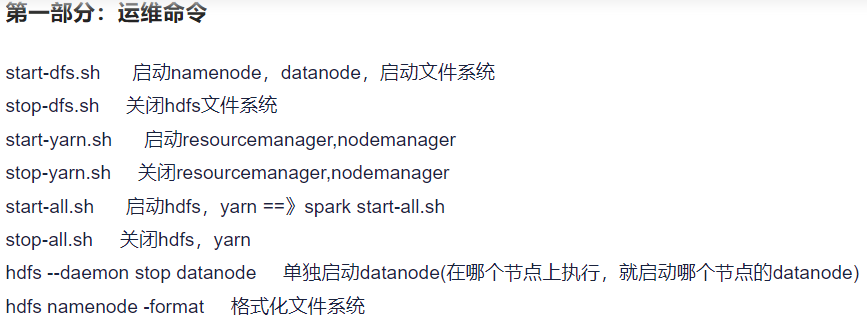 第一部分：运维命令
start-dfs.sh 启动namenode，datanode，启动文件系统
stop-dfs.sh 关闭hdfs文件系统
start-yarn.sh 启动resourcemanager,nodemanager
stop-yarn.sh 关闭resourcemanager,nodemanager
start-all.sh 启动hdfs，yarn ==》spark start-all.sh
stop-all.sh 关闭hdfs，yarn
hdfs --daemon stop datanode 单独启动datanode(在哪个节点上执行，就启动哪个节点的datanode)
hdfs namenode -format 格式化文件系统